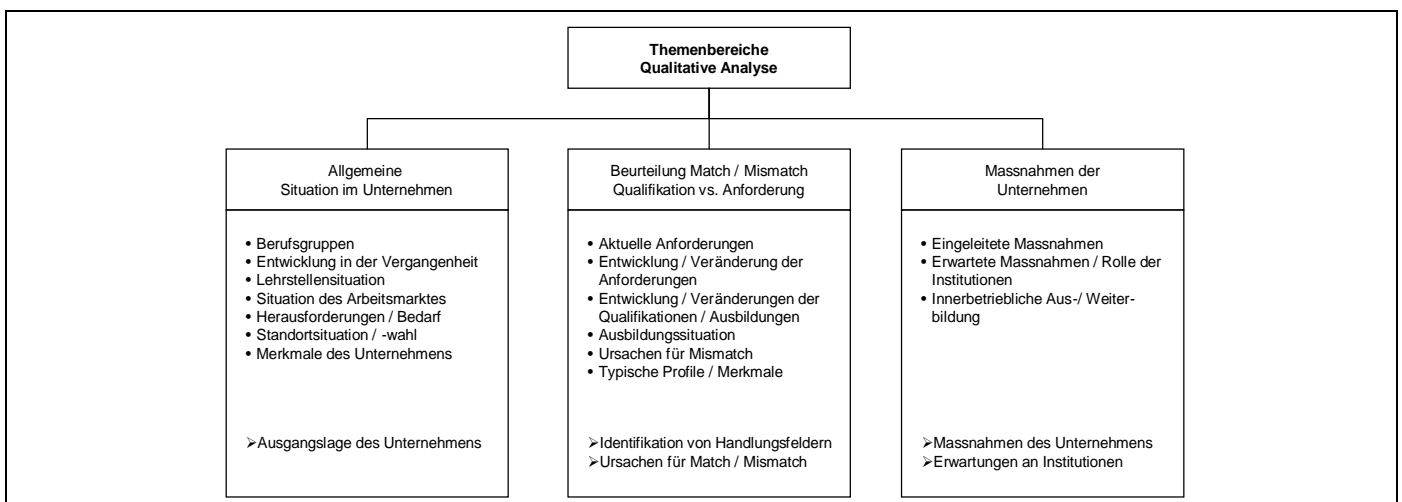 Themenbereiche
Qualitative Analyse
Allgemeine
Situation im Unternehmen
• Berufsgruppen
• Entwicklung in der Vergangenheit
• Lehrstellensituation
• Situation des Arbeitsmarktes
• Herausforderungen / Bedarf
• Standortsituation / -wahl
• Merkmale des Unternehmens
➢Ausgangslage des Unternehmens
Beurteilung Match / Mismatch
Qualifikation vs. Anforderung
• Aktuelle Anforderungen
• Entwicklung / Veränderung der
Anforderungen
• Entwicklung / Veränderungen der
Qualifikationen / Ausbildungen
• Ausbildungssituation
• Ursachen für Mismatch
• Typische Profile / Merkmale
➢Identifikation von Handlungsfeldern
➢Ursachen für Match / Mismatch
Massnahmen der
Unternehmen
• Eingeleitete Massnahmen
• Erwartete Massnahmen / Rolle der
Institutionen
• Innerbetriebliche Aus-/ Weiter-
bildung
➢Massnahmen des Unternehmens
➢Erwartungen an Institutionen